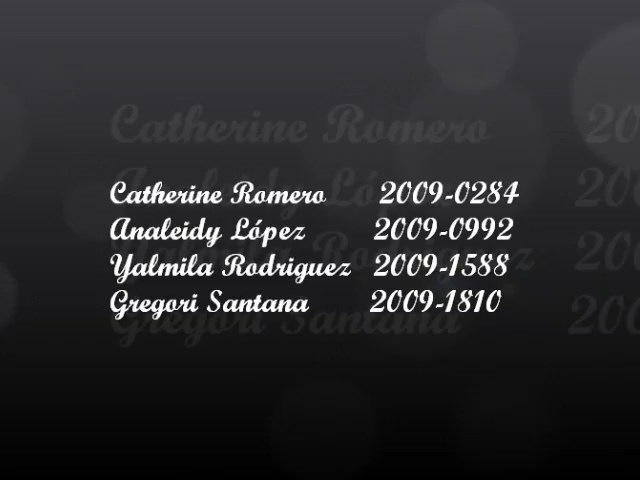 Catherine Romero 2009-0284
Analeidy López 2009-0992
Yalmila Rodriguez 2009-1588
Gregori Santana 2009-1810